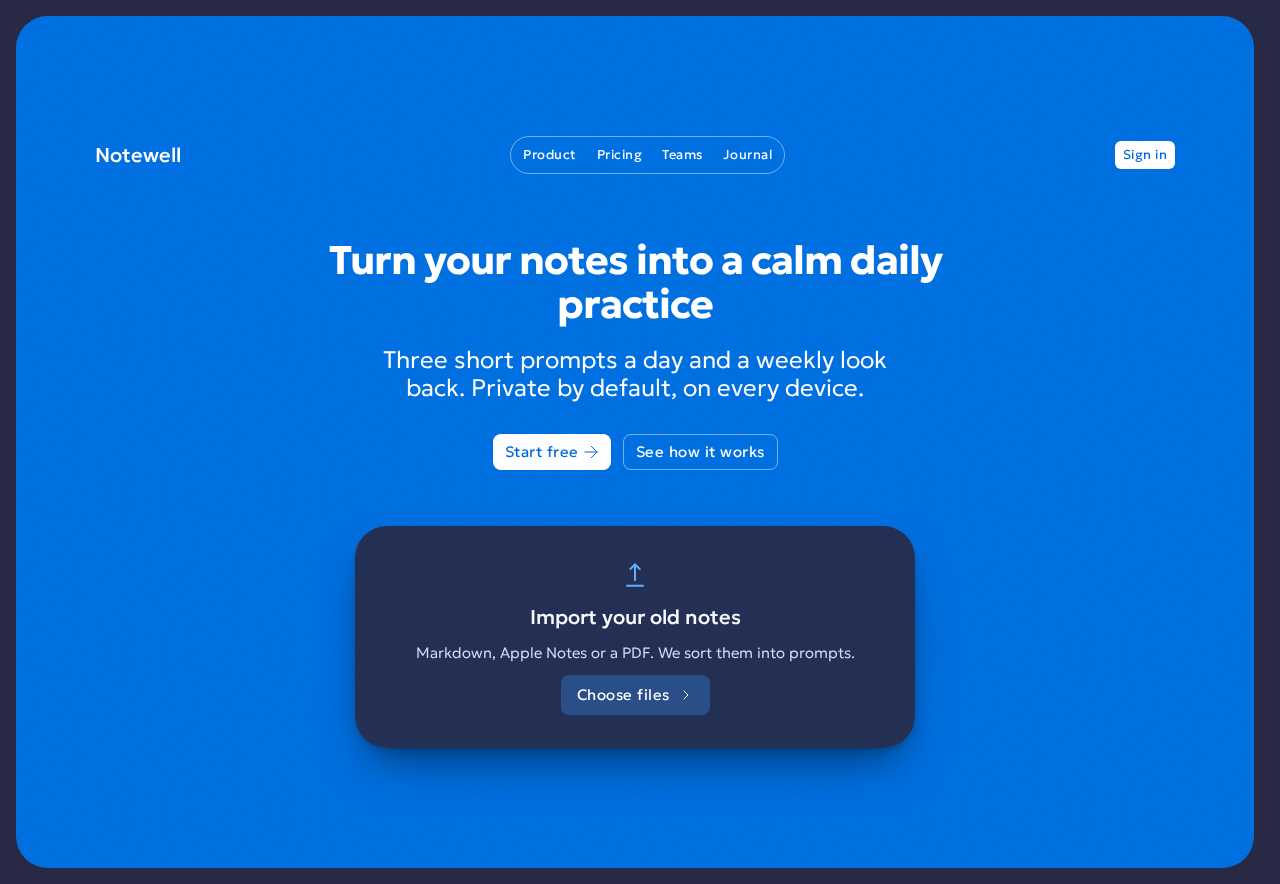 Notewell
Product Pricing Teams Journal
Sign in
Turn your notes into a calm daily
practice
Three short prompts a day and a weekly look
back. Private by default, on every device.
Start free
See how it works
Import your old notes
Markdown, Apple Notes or a PDF. We sort them into prompts.
Choose files